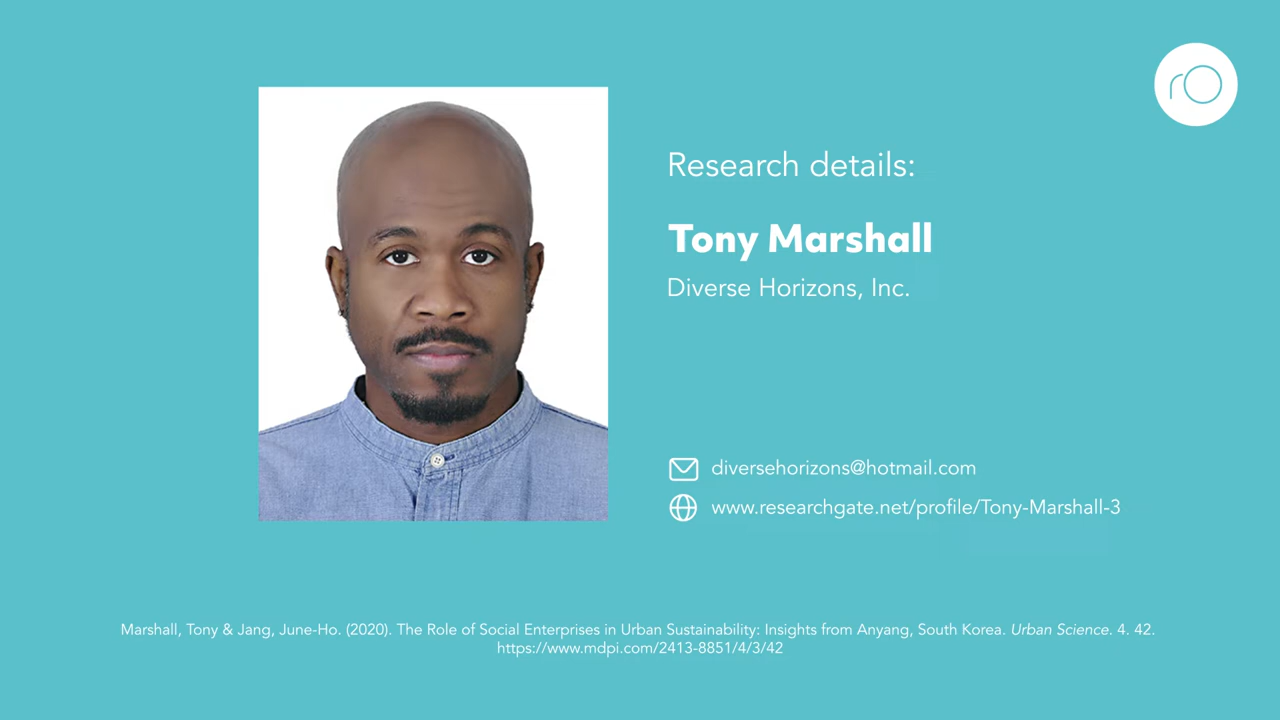 rO
Research details:
Tony Marshall
Diverse Horizons, Inc.
diversehorizons@hotmail.com
www.researchgate.net/profile/Tony-Marshall-3
Marshall, Tony & Jang, June-Ho. (2020). The Role of Social Enterprises in Urban Sustainability: Insights from Anyang, South Korea. Urban Science. 4. 42.
https://www.mdpi.com/2413-8851/4/3/42